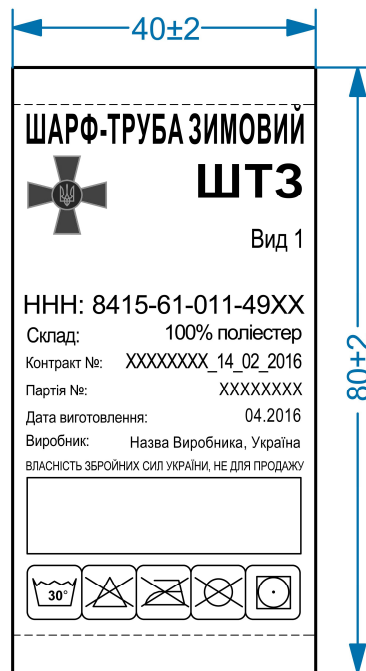 40±2
ШАРФ-ТРУБА ЗИМОВИЙ
ШТЗ
Вид 1
ННН: 8415-61-011-49ХХ
Склад: 100% поліестер
Контракт №: ХХХХХХХХ_14_02_2016
Партія №: ХХХХХХХХ
Дата виготовлення: 04.2016
Виробник: Назва Виробника, Україна
ВЛАСНІСТЬ ЗБРОЙНИХ СИЛ УКРАЇНИ, НЕ ДЛЯ ПРОДАЖУ
30°
80±2